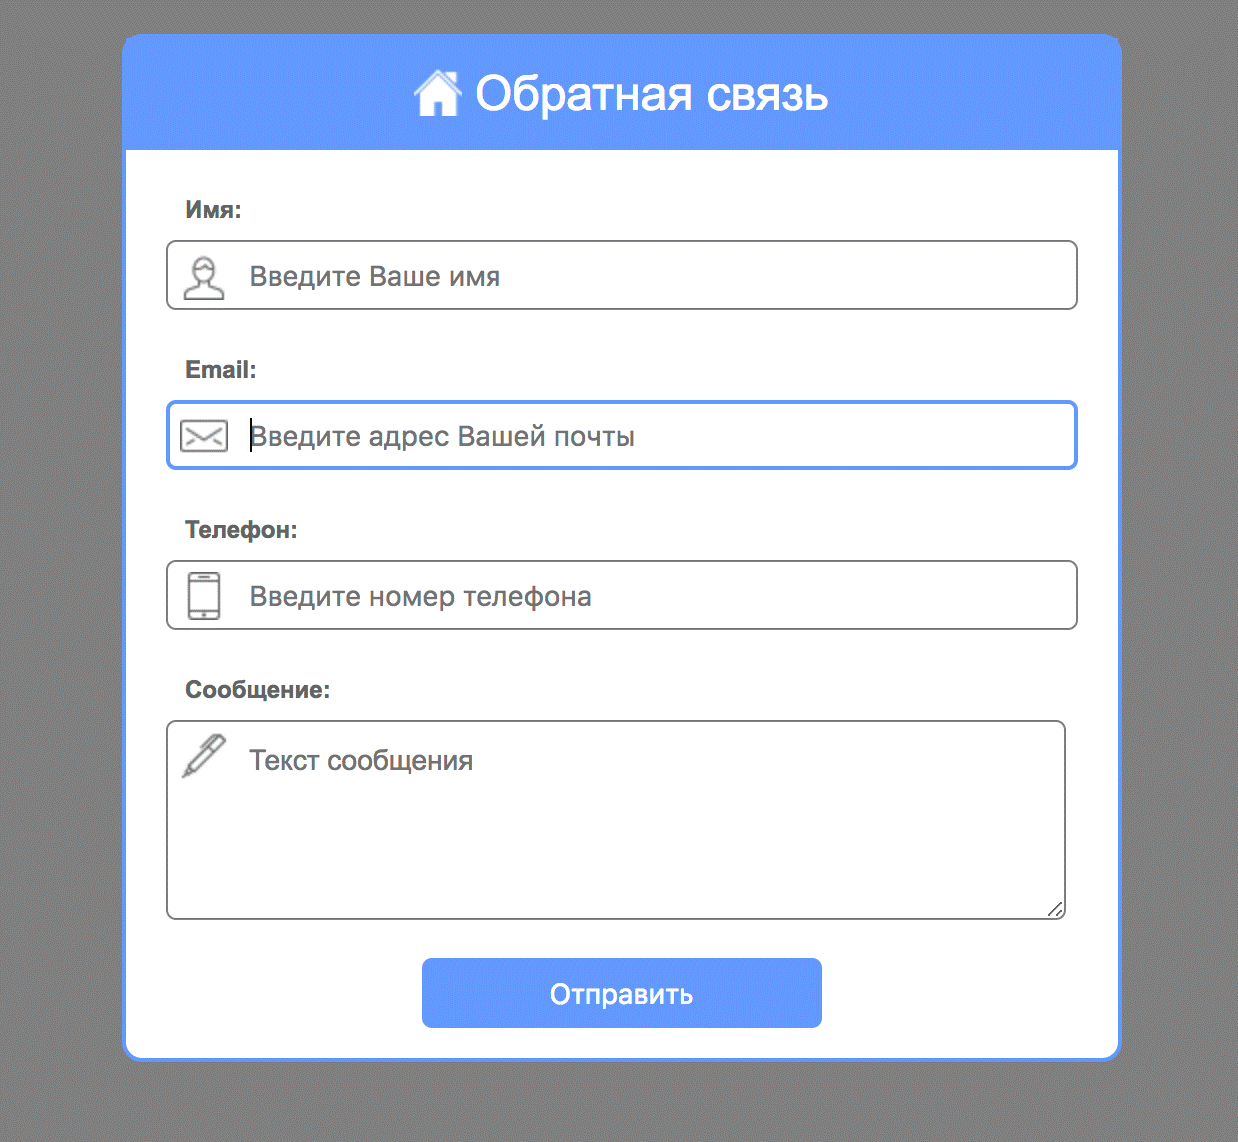 Обратная связь
Имя:
Введите Ваше имя
Email:
Введите адрес Вашей почты
Телефон:
Введите номер телефона
Сообщение:
Текст сообщения
Отправить